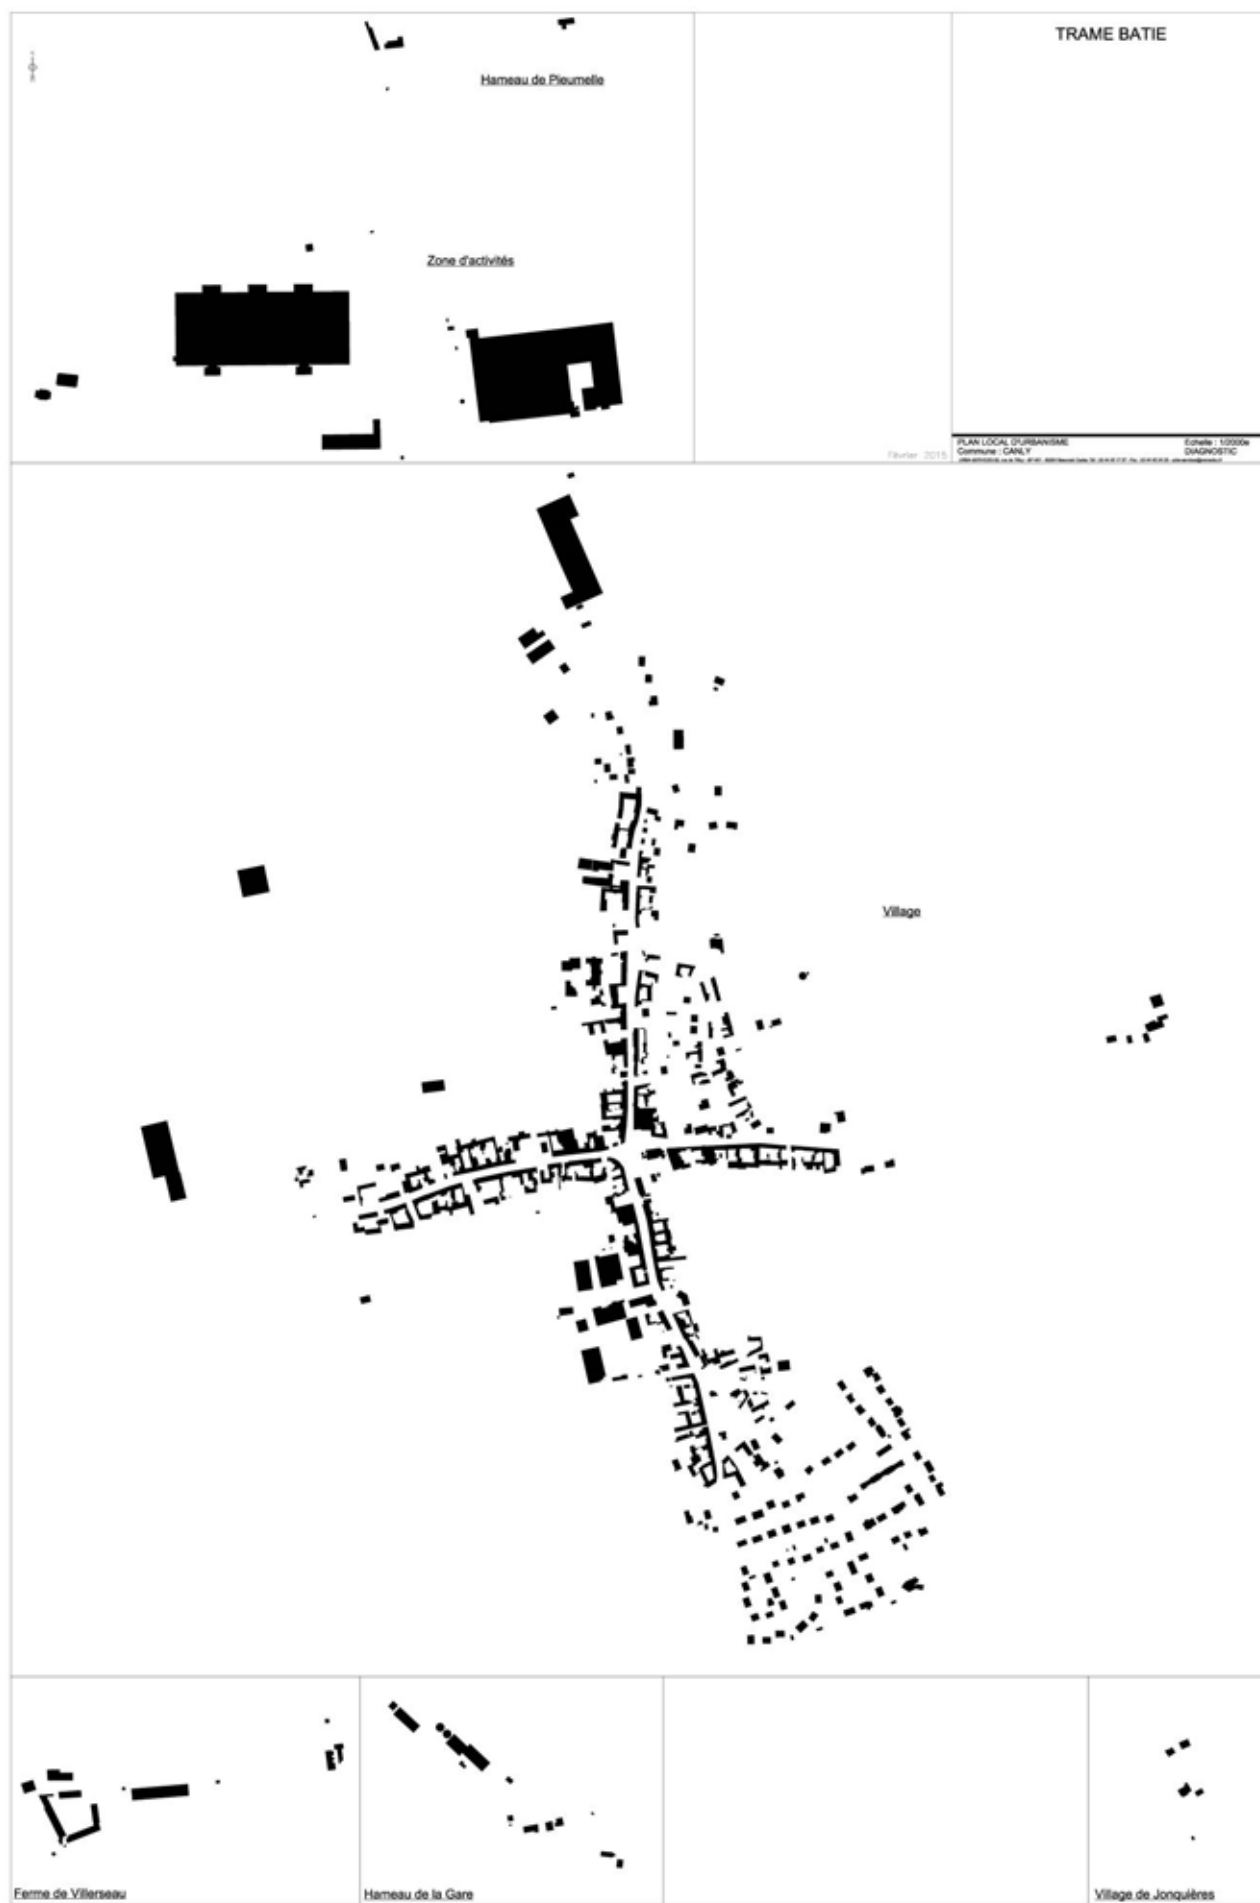 TRAME BATIE
Hameau de Pieumelle
Zone d'activités
Février 2015
PLAN LOCAL D'URBANISME Echelle : 1/2000e
Commune : CANLY DIAGNOSTIC
Village
Ferme de Villerseau
Hameau de la Gare
Village de Jonquières